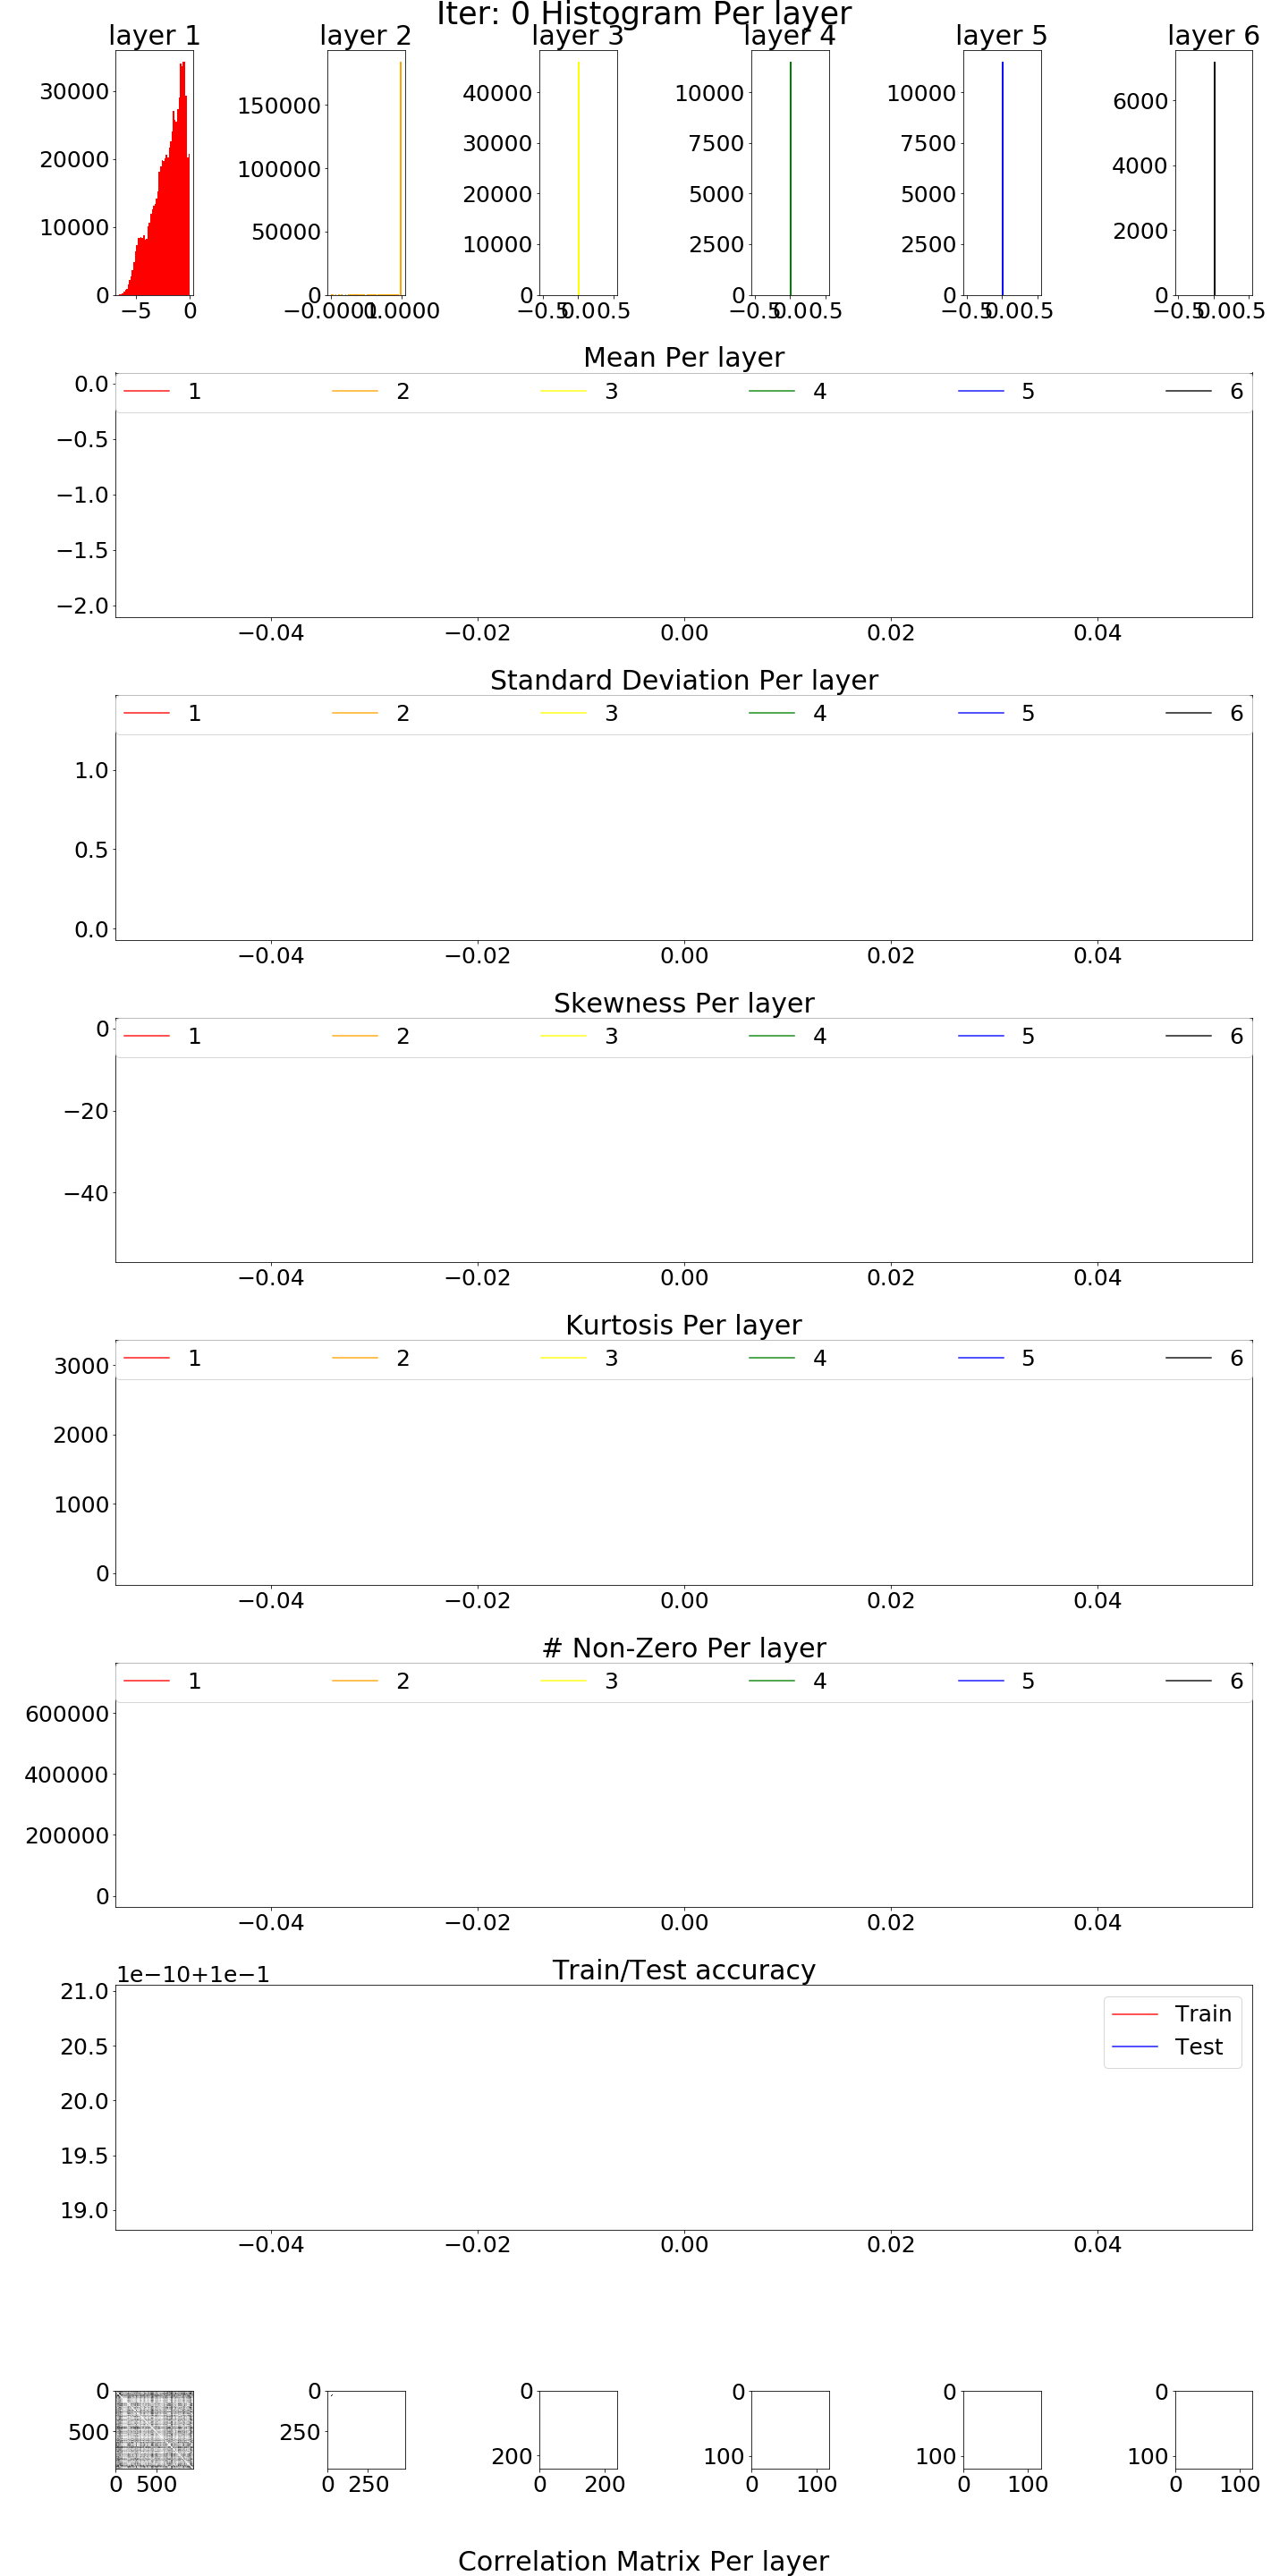 Iter: 0 Histogram Per layer
layer 1 layer 2 layer 3 layer 4 layer 5 layer 6
30000
20000
10000
0
−5 0
150000
100000
50000
0
−0.0001 0.0000
40000
30000
20000
10000
0
−0.5 0.0 0.5
10000
7500
5000
2500
0
−0.5 0.0 0.5
10000
7500
5000
2500
0
−0.5 0.0 0.5
6000
4000
2000
0
−0.5 0.0 0.5
Mean Per layer
1 2 3 4 5 6
0.0
−0.5
−1.0
−1.5
−2.0
−0.04 −0.02 0.00 0.02 0.04
Standard Deviation Per layer
1 2 3 4 5 6
1.0
0.5
0.0
−0.04 −0.02 0.00 0.02 0.04
Skewness Per layer
1 2 3 4 5 6
0
−20
−40
−0.04 −0.02 0.00 0.02 0.04
Kurtosis Per layer
1 2 3 4 5 6
3000
2000
1000
0
−0.04 −0.02 0.00 0.02 0.04
# Non-Zero Per layer
1 2 3 4 5 6
600000
400000
200000
0
−0.04 −0.02 0.00 0.02 0.04
Train/Test accuracy
1e−10+1e−1
21.0
20.5
20.0
19.5
19.0
Train
Test
−0.04 −0.02 0.00 0.02 0.04
0
500
0 500
0
250
0 250
0
200
0 200
0
100
0 100
0
100
0 100
0
100
0 100
Correlation Matrix Per layer